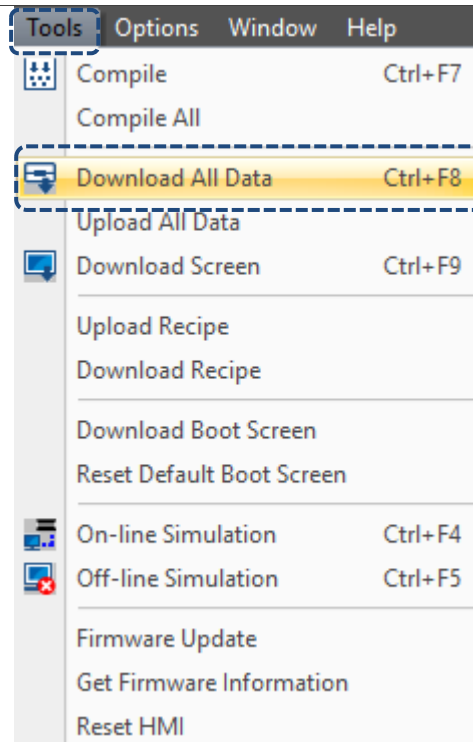 Tools Options Window Help
Compile Ctrl+F7
Compile All
Download All Data Ctrl+F8
Upload All Data
Download Screen Ctrl+F9
Upload Recipe
Download Recipe
Download Boot Screen
Reset Default Boot Screen
On-line Simulation Ctrl+F4
Off-line Simulation Ctrl+F5
Firmware Update
Get Firmware Information
Reset HMI